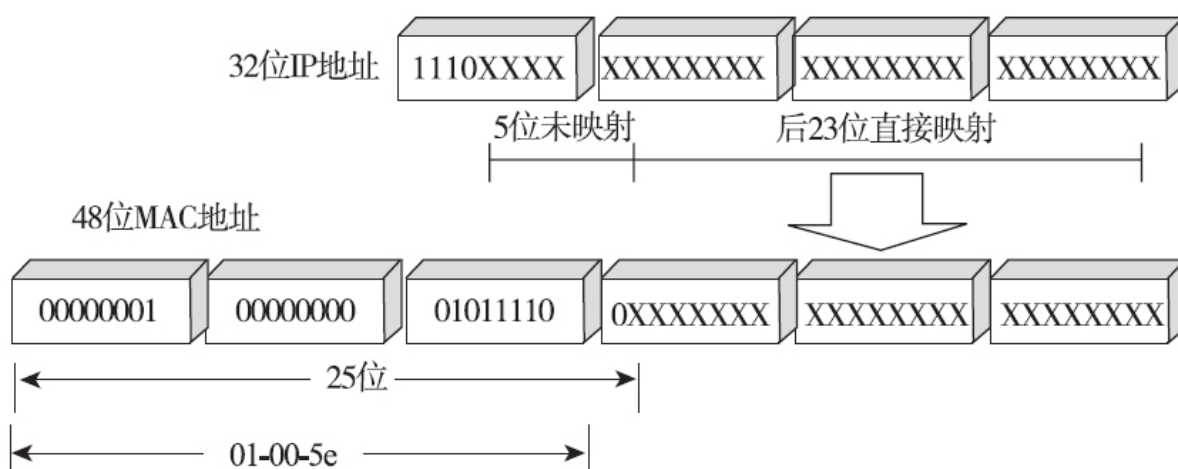 32位IP地址 1110XXXX XXXXXXXX XXXXXXXX XXXXXXXX
5位未映射 后23位直接映射
48位MAC地址
00000001 00000000 01011110 0XXXXXXX XXXXXXXX XXXXXXXX
25位
01-00-5e